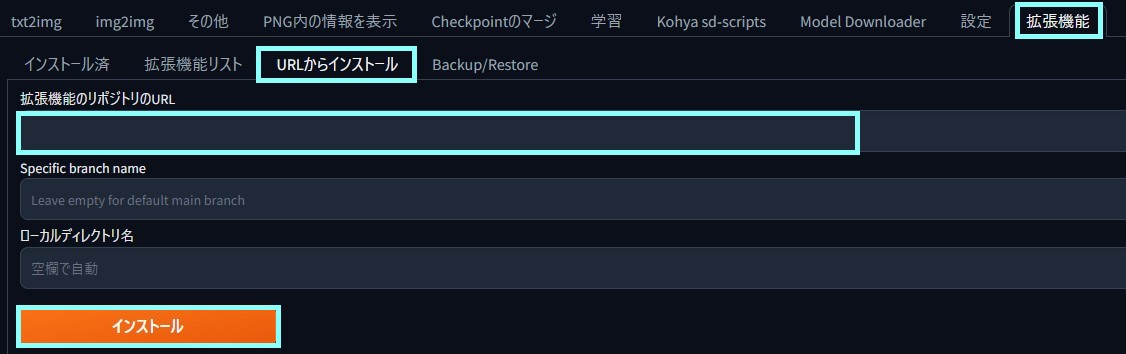 txt2img img2img その他 PNG内の情報を表示 Checkpointのマージ 学習 Kohya sd-scripts Model Downloader 設定 拡張機能
インストール済 拡張機能リスト URLからインストール Backup/Restore
拡張機能のリポジトリのURL
Specific branch name
Leave empty for default main branch
ローカルディレクトリ名
空欄で自動
インストール